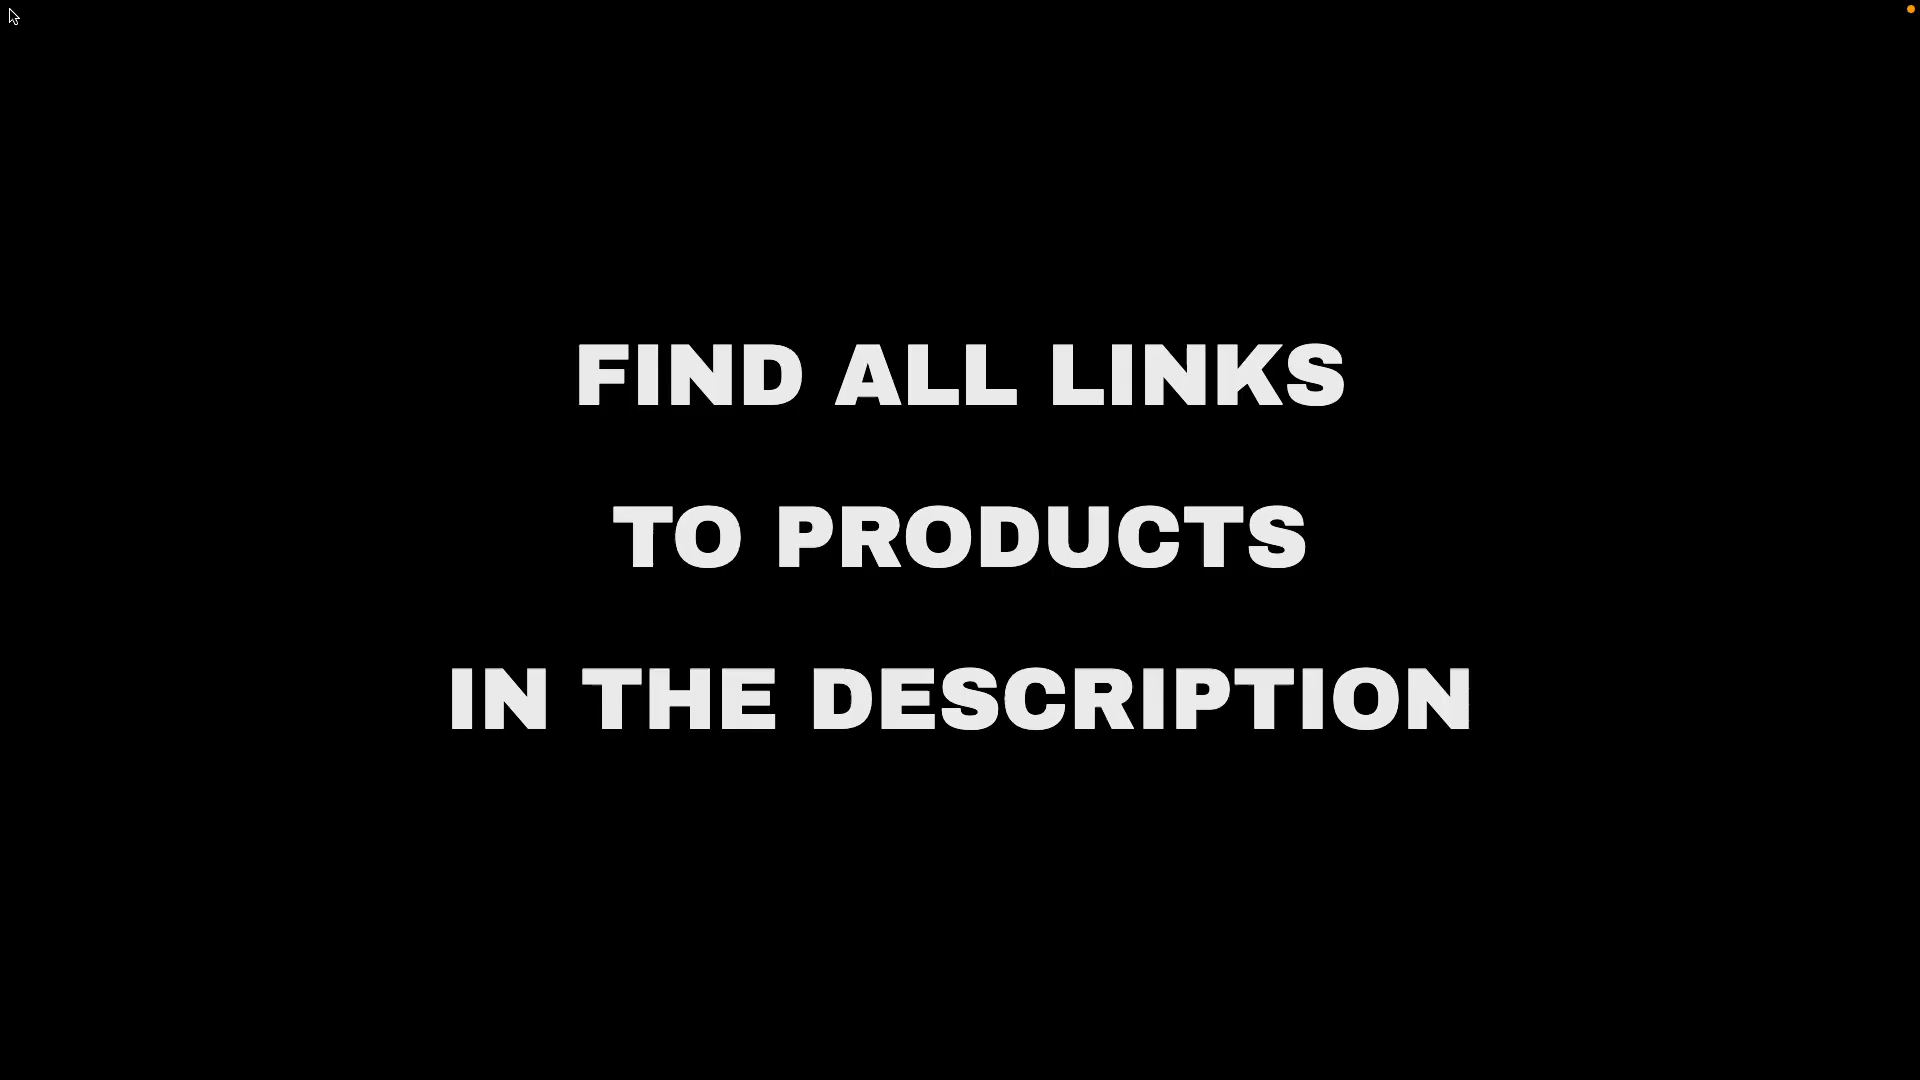 FIND ALL LINKS
TO PRODUCTS
IN THE DESCRIPTION